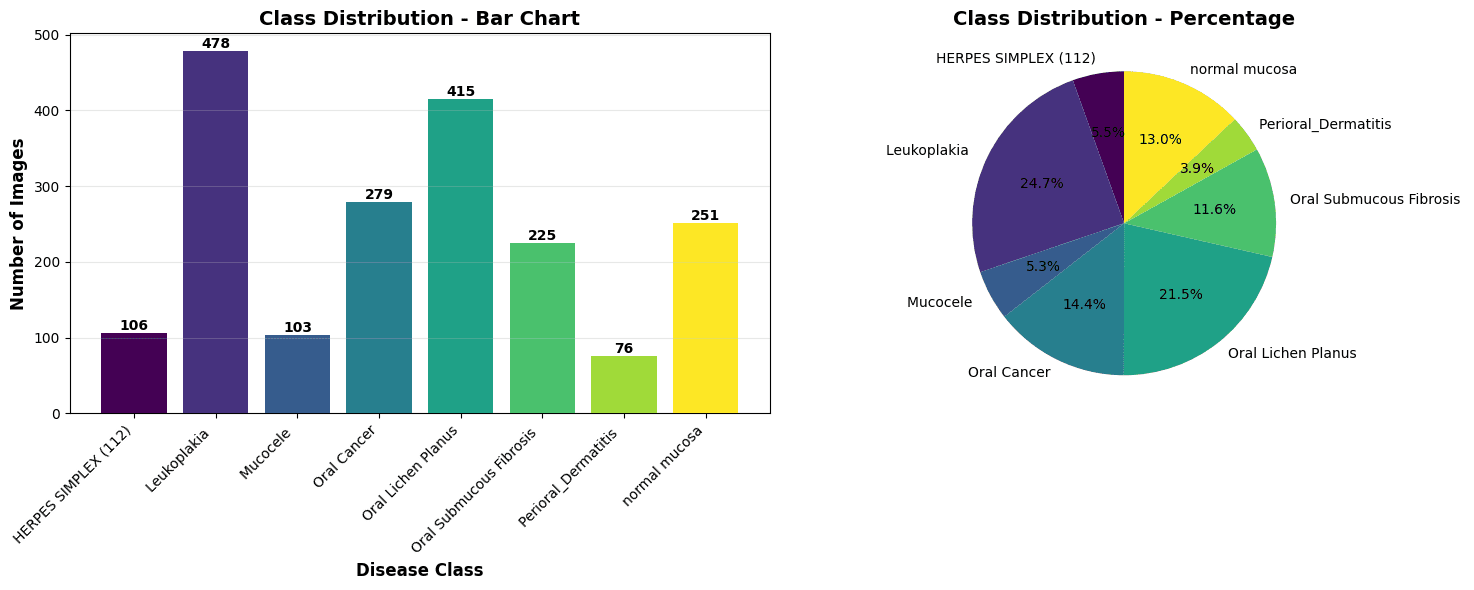 Class Distribution - Bar Chart
Number of Images
500
400
300
200
100
0
106
478
103
279
415
225
76
251
HERPES SIMPLEX (112)
Leukoplakia
Mucocele
Oral Cancer
Oral Lichen Planus
Oral Submucous Fibrosis
Perioral_Dermatitis
normal mucosa
Disease Class
Class Distribution - Percentage
HERPES SIMPLEX (112)
5.5%
Leukoplakia
24.7%
Mucocele
5.3%
Oral Cancer
14.4%
Oral Lichen Planus
21.5%
Oral Submucous Fibrosis
11.6%
Perioral_Dermatitis
3.9%
normal mucosa
13.0%